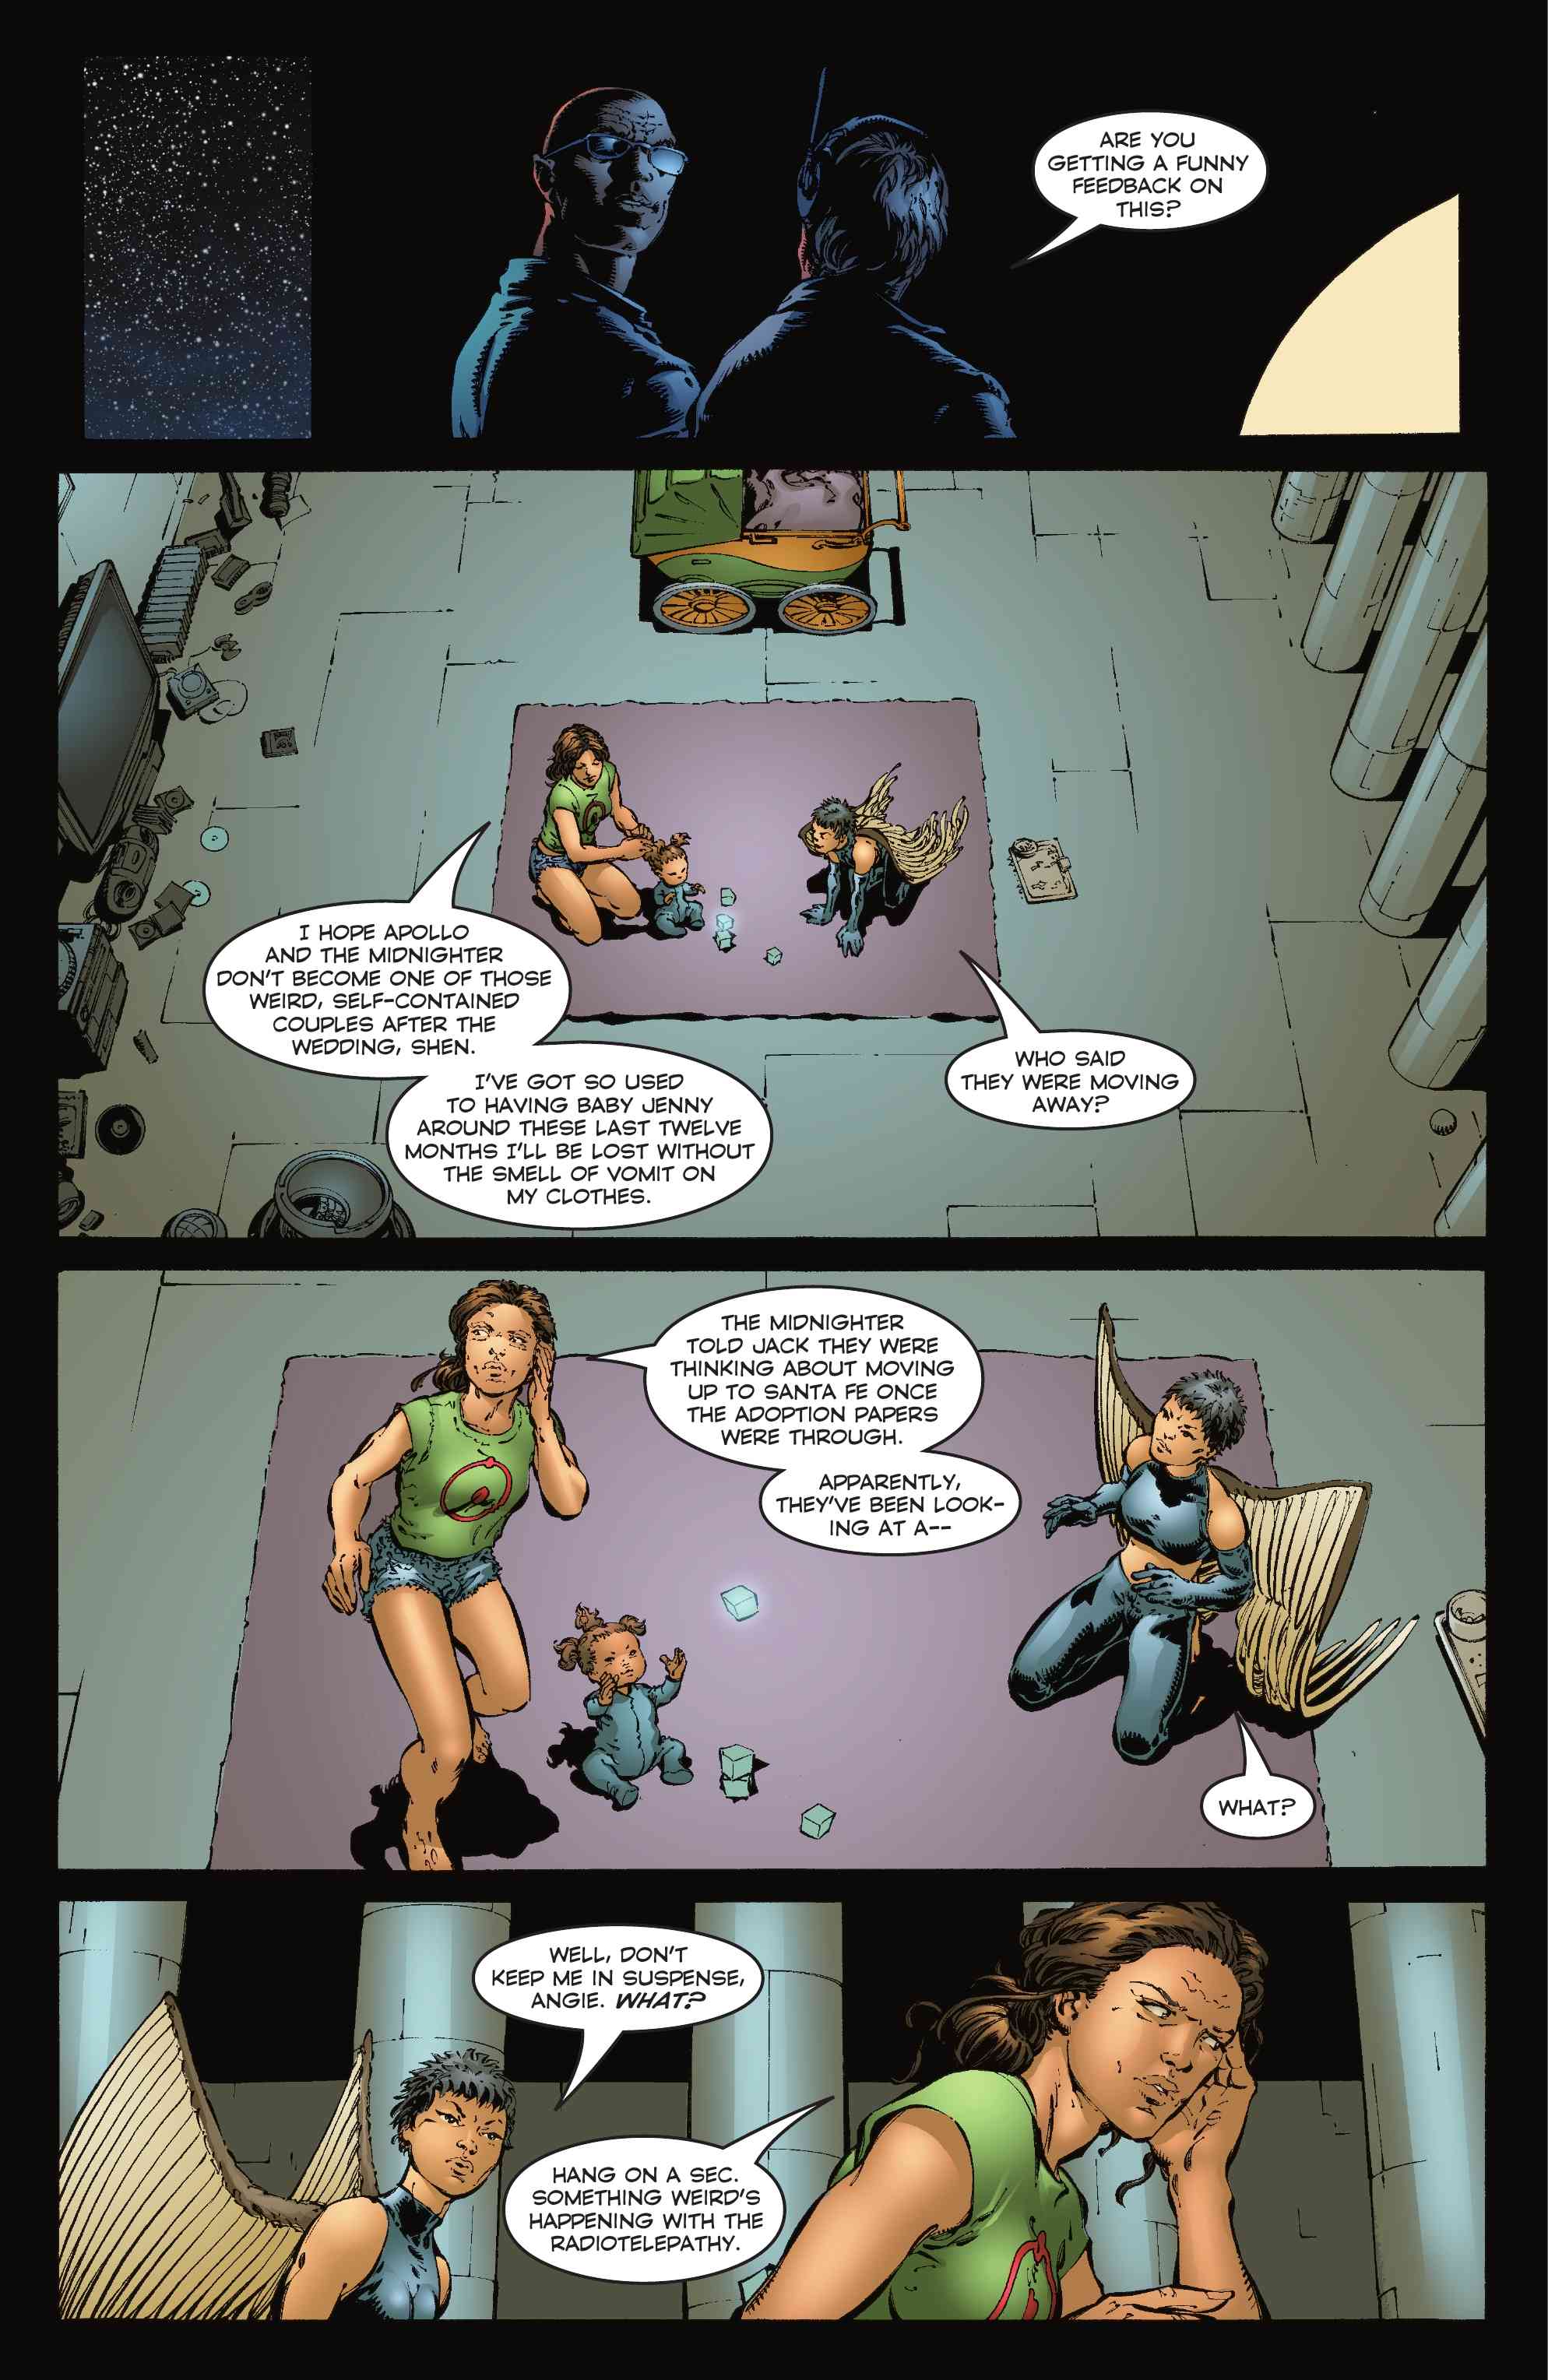 ARE YOU
GETTING A FUNNY
FEEDBACK ON
THIS?
I HOPE APOLLO
AND THE MIDNIGHTER
DON'T BECOME ONE OF THOSE
WEIRD, SELF-CONTAINED
COUPLES AFTER THE
WEDDING, SHEN.
I'VE GOT SO USED
TO HAVING BABY JENNY
AROUND THESE LAST TWELVE
MONTHS I'LL BE LOST WITHOUT
THE SMELL OF VOMIT ON
MY CLOTHES.
WHO SAID
THEY WERE MOVING
AWAY?
THE MIDNIGHTER
TOLD JACK THEY WERE
THINKING ABOUT MOVING
UP TO SANTA FE ONCE
THE ADOPTION PAPERS
WERE THROUGH.
APPARENTLY,
THEY'VE BEEN LOOK-
ING AT A--
WHAT?
WELL, DON'T
KEEP ME IN SUSPENSE,
ANGIE. WHAT?
HANG ON A SEC.
SOMETHING WEIRD'S
HAPPENING WITH THE
RADIOTELEPATHY.